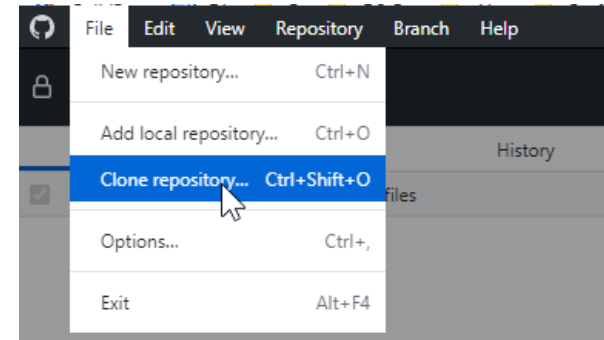 File Edit View Repository Branch Help
New repository... Ctrl+N
Add local repository... Ctrl+O
History
Clone repository... Ctrl+Shift+O
files
Options... Ctrl+,
Exit Alt+F4